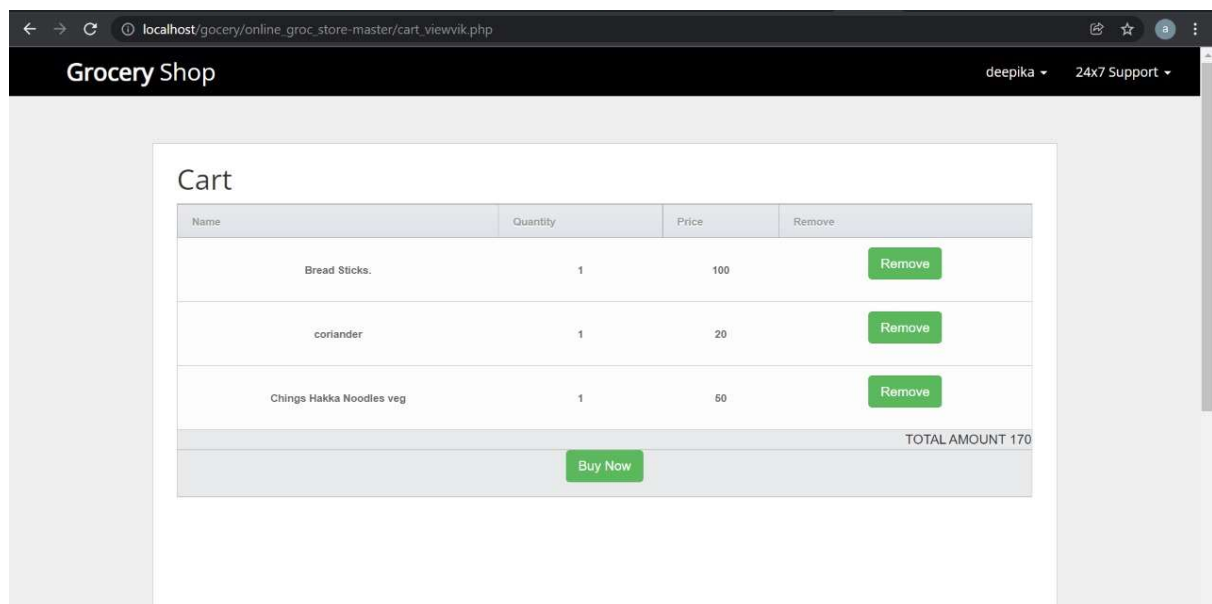 localhost/gocery/online_groc_store-master/cart_viewvik.php a
Grocery Shop deepika 24x7 Support
Cart
Name Quantity Price Remove
Bread Sticks. 1 100 Remove
coriander 1 20 Remove
Chings Hakka Noodles veg 1 50 Remove
TOTAL AMOUNT 170
Buy Now